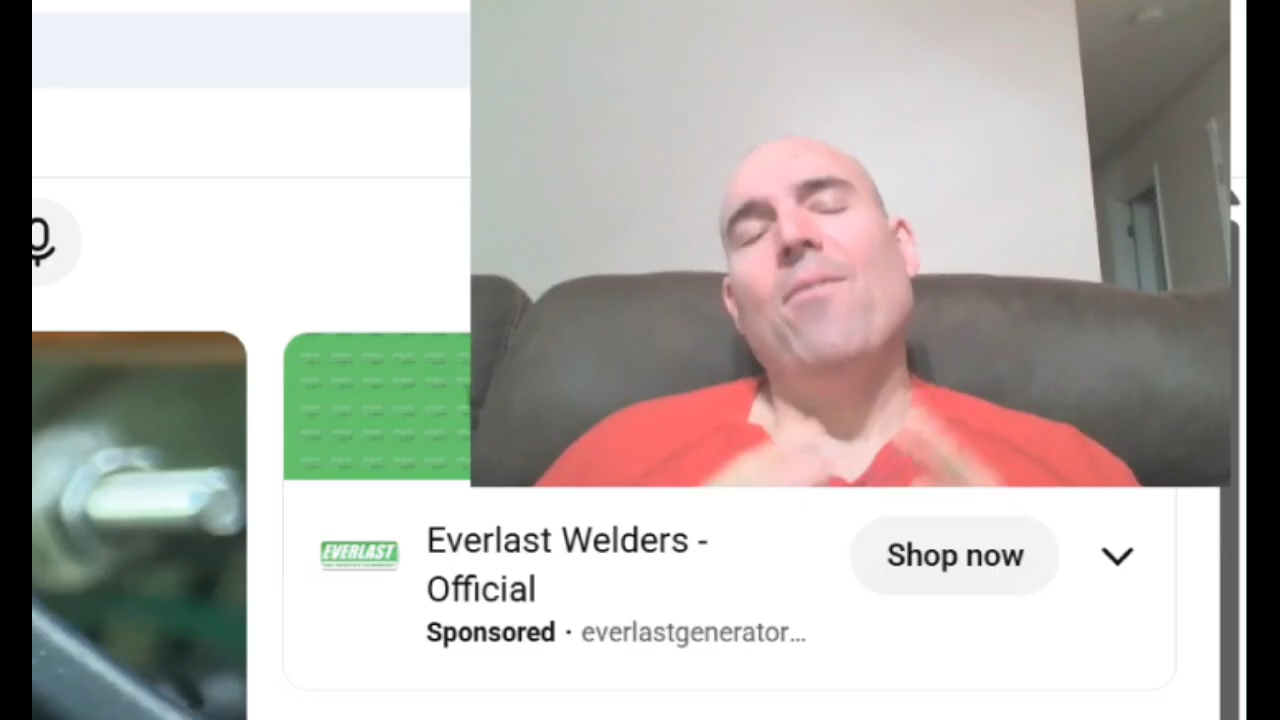 EVERLAST
Everlast Welders -
Official
Shop now
Sponsored · everlastgenerator...